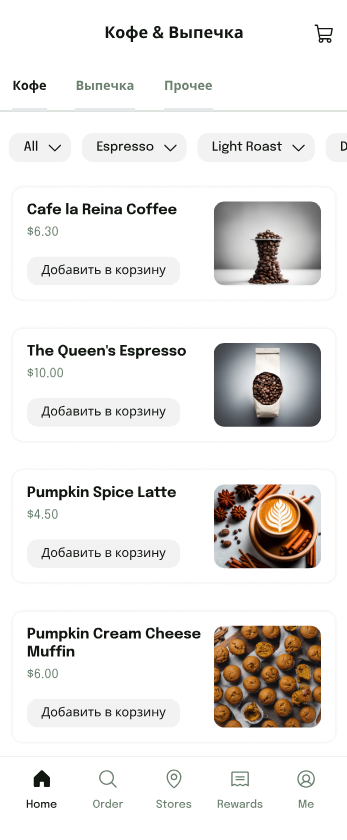 Кофе & Выпечка
Кофе Выпечка Прочее
All Espresso Light Roast D
Cafe la Reina Coffee
$6.30
Добавить в корзину
The Queen's Espresso
$10.00
Добавить в корзину
Pumpkin Spice Latte
$4.50
Добавить в корзину
Pumpkin Cream Cheese
Muffin
$6.00
Добавить в корзину
Home Order Stores Rewards Me